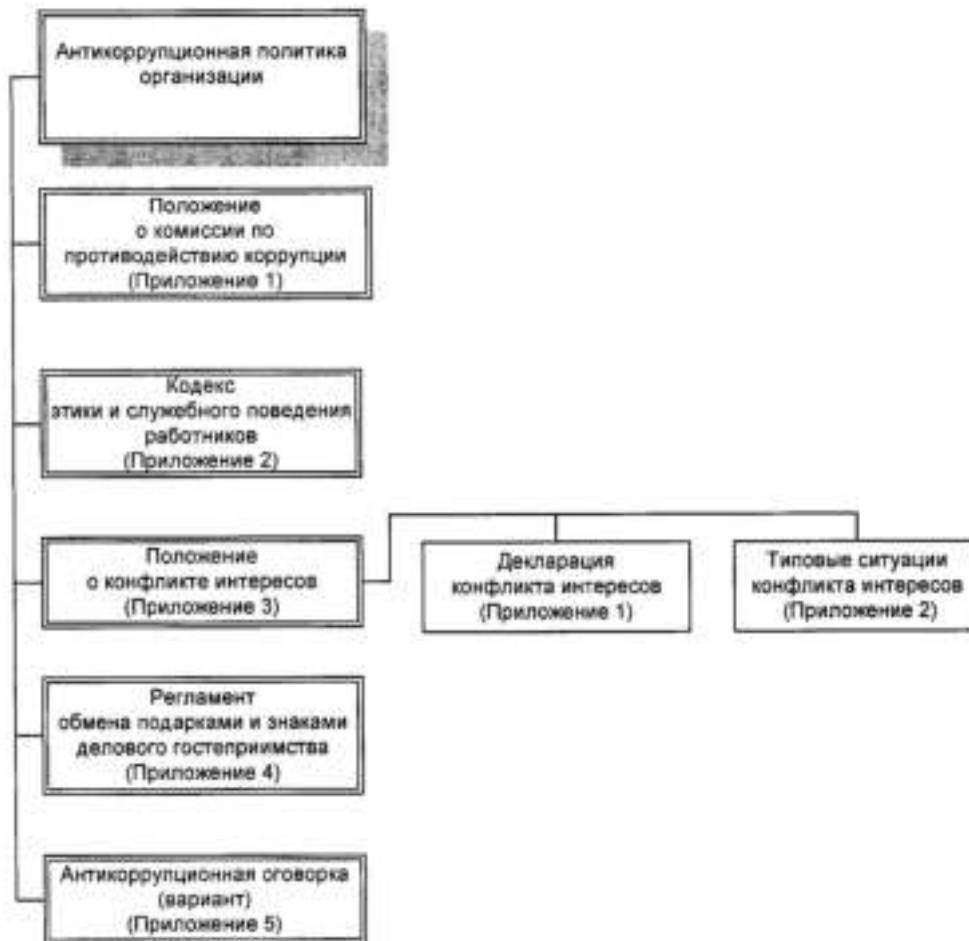 Антикоррупционная политика
организации
Положение
о комиссии по
противодействию коррупции
(Приложение 1)
Кодекс
этики и служебного поведения
работников
(Приложение 2)
Положение
о конфликте интересов
(Приложение 3)
Декларация
конфликта интересов
(Приложение 1)
Типовые ситуации
конфликта интересов
(Приложение 2)
Регламент
обмена подарками и знаками
делового гостеприимства
(Приложение 4)
Антикоррупционная оговорка
(вариант)
(Приложение 5)